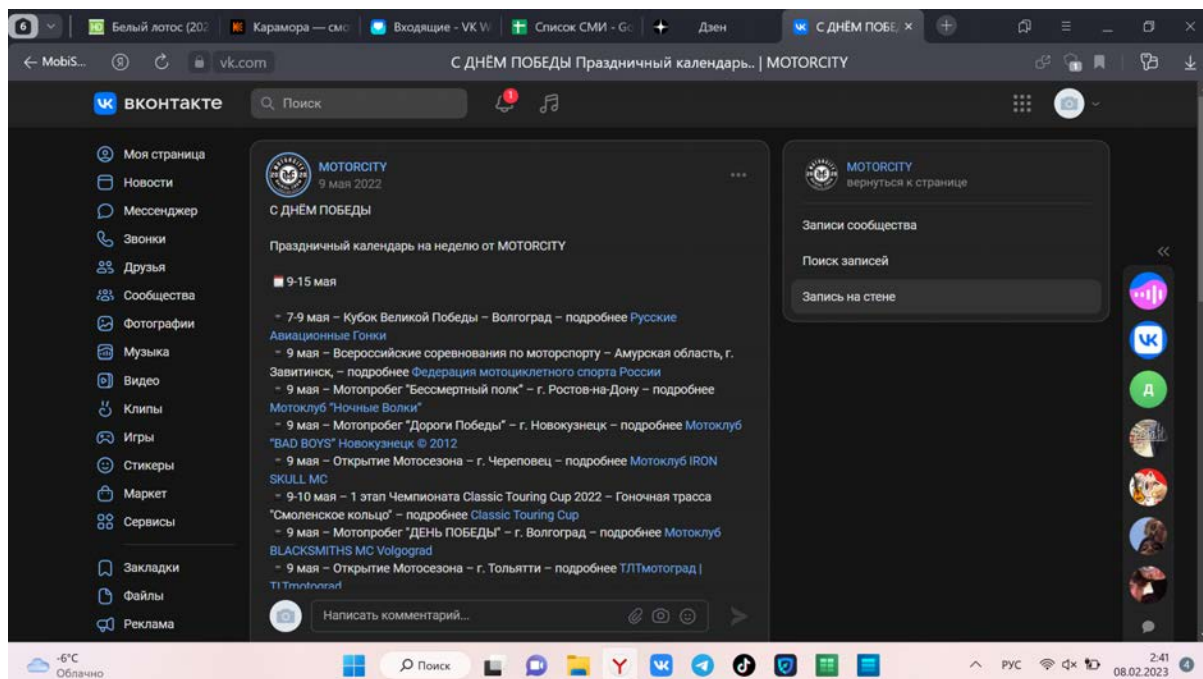 6
Белый лотос (202
Карамора — смо
Входящие - VK W
Список СМИ - Go
Дзен
С ДНЁМ ПОБЕД
← MobiS...
vk.com
С ДНЁМ ПОБЕДЫ Праздничный календарь.. | MOTORCITY
вконтакте
Поиск
1
Моя страница
Новости
Мессенджер
Звонки
Друзья
Сообщества
Фотографии
Музыка
Видео
Клипы
Игры
Стикеры
Маркет
Сервисы
Закладки
Файлы
Реклама
MOTORCITY
9 мая 2022
С ДНЁМ ПОБЕДЫ
Праздничный календарь на неделю от MOTORCITY
9-15 мая
7-9 мая – Кубок Великой Победы – Волгоград – подробнее Русские
Авиационные Гонки
9 мая – Всероссийские соревнования по моторспорту – Амурская область, г.
Завитинск, – подробнее Федерация мотоциклетного спорта России
9 мая – Мотопробег "Бессмертный полк" – г. Ростов-на-Дону – подробнее
Мотоклуб "Ночные Волки"
9 мая – Мотопробег "Дороги Победы" – г. Новокузнецк – подробнее Мотоклуб
"BAD BOYS" Новокузнецк © 2012
9 мая – Открытие Мотосезона – г. Череповец – подробнее Мотоклуб IRON
SKULL MC
9-10 мая – 1 этап Чемпионата Classic Touring Cup 2022 – Гоночная трасса
"Смоленское кольцо" – подробнее Classic Touring Cup
9 мая – Мотопробег "ДЕНЬ ПОБЕДЫ" – г. Волгоград – подробнее Мотоклуб
BLACKSMITHS MC Volgograd
9 мая – Открытие Мотосезона – г. Тольятти – подробнее ТЛТмотоград |
TLTmotograd
Написать комментарий...
MOTORCITY
вернуться к странице
Записи сообщества
Поиск записей
Запись на стене
Д
-6°C
Облачно
Поиск
РУС
2:41
08.02.2023
4